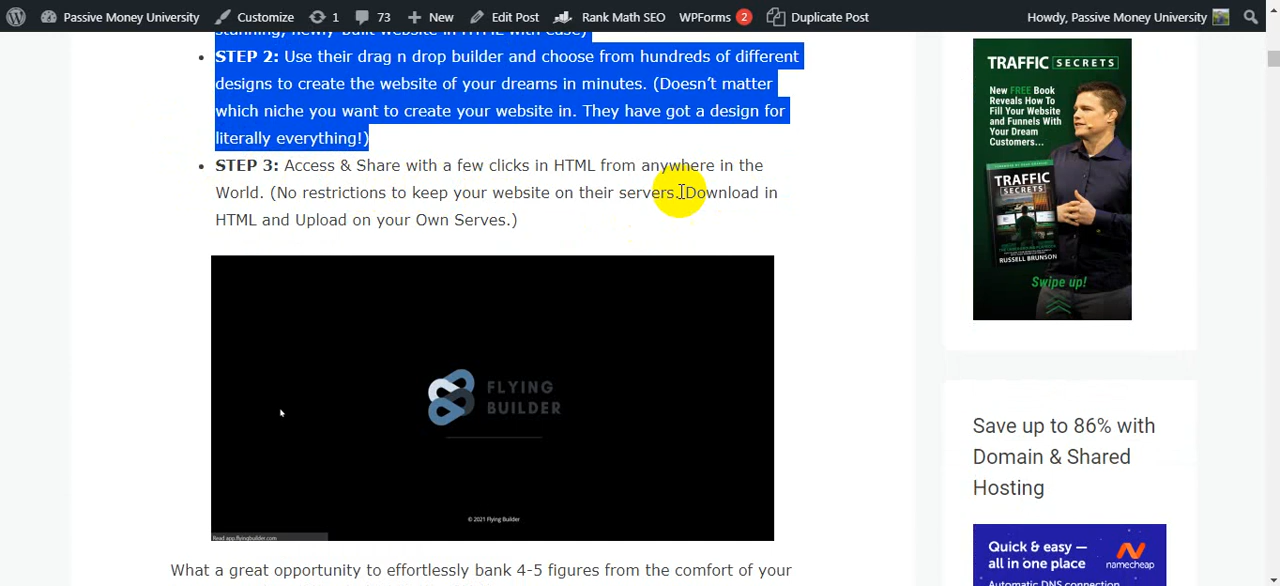 Passive Money University
Customize
1
73
New
Edit Post
Rank Math SEO
WPForms 2
Duplicate Post
Howdy, Passive Money University
stunning, newly-built website in HTML with ease)
STEP 2: Use their drag n drop builder and choose from hundreds of different
designs to create the website of your dreams in minutes. (Doesn’t matter
which niche you want to create your website in. They have got a design for
literally everything!)
STEP 3: Access & Share with a few clicks in HTML from anywhere in the
World. (No restrictions to keep your website on their servers. Download in
HTML and Upload on your Own Serves.)
FLYING
BUILDER
© 2021 Flying Builder
Read app.flyingbuilder.com
What a great opportunity to effortlessly bank 4-5 figures from the comfort of your
TRAFFIC SECRETS
New FREE Book
Reveals How To
Fill Your Website
and Funnels With
Your Dream
Customers...
TRAFFIC
SECRETS
RUSSELL BRUNSON
Swipe up!
Save up to 86% with
Domain & Shared
Hosting
Quick & easy —
all in one place
namecheap
Automatic DNS connection